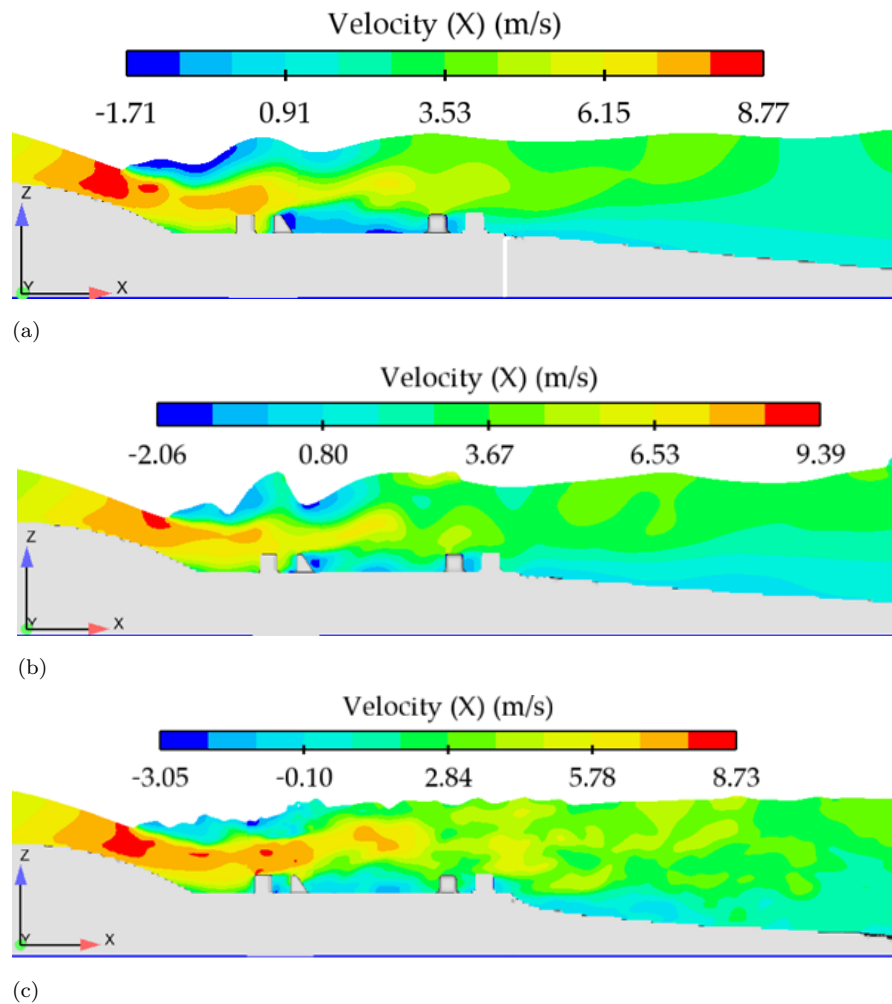 Velocity (X) (m/s)
-1.71 0.91 3.53 6.15 8.77
Z
Y X
(a)
Velocity (X) (m/s)
-2.06 0.80 3.67 6.53 9.39
Z
Y X
(b)
Velocity (X) (m/s)
-3.05 -0.10 2.84 5.78 8.73
Z
Y X
(c)